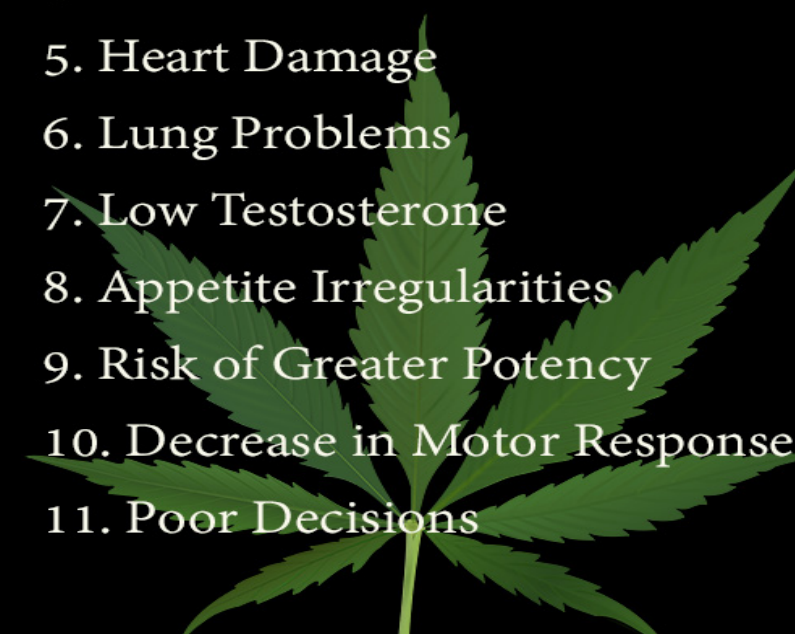 5. Heart Damage
6. Lung Problems
7. Low Testosterone
8. Appetite Irregularities
9. Risk of Greater Potency
10. Decrease in Motor Response
11. Poor Decisions